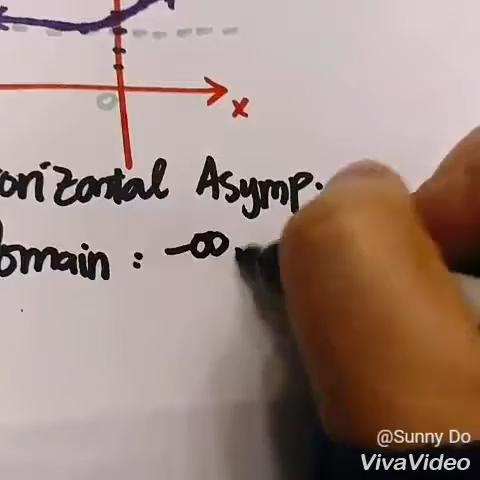 x
orizontal Asymp.
omain : -∞
@Sunny Do
VivaVideo